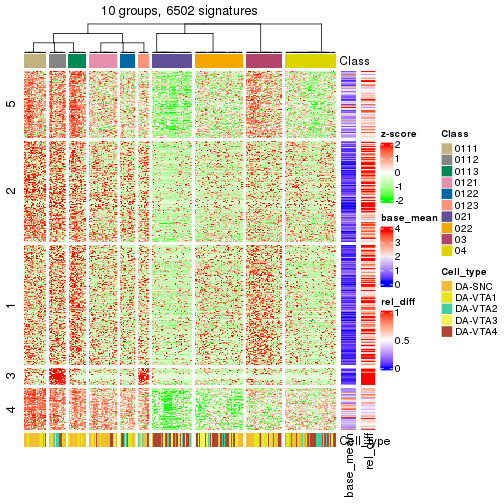 10 groups, 6502 signatures
Class
5
2
1
3
4
Cell_type
base_mean
rel_diff
z-score
2
1
0
-1
-2
base_mean
4
3
2
1
0
rel_diff
1
0.5
0
Class
0111
0112
0113
0121
0122
0123
021
022
03
04
Cell_type
DA-SNC
DA-VTA1
DA-VTA2
DA-VTA3
DA-VTA4